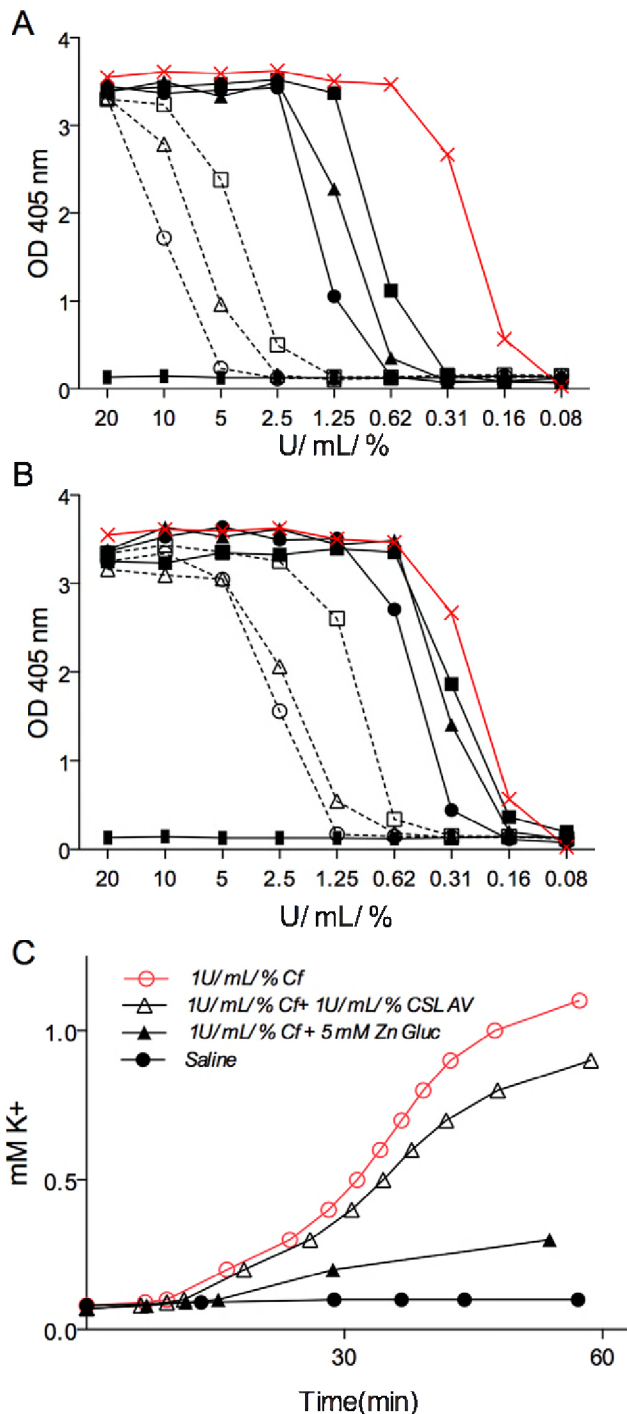 A
4
3
2
1
0
OD 405 nm
20 10 5 2.5 1.25 0.62 0.31 0.16 0.08
U/ mL/ %
B
4
3
2
1
0
OD 405 nm
20 10 5 2.5 1.25 0.62 0.31 0.16 0.08
U/ mL/ %
C
1U/ mL/ % Cf
1U/ mL/ % Cf+ 1U/ mL/ % CSL AV
1U/ mL/ % Cf + 5 mM Zn Gluc
Saline
1.0
0.5
0.0
mM K+
30 60
Time(min)